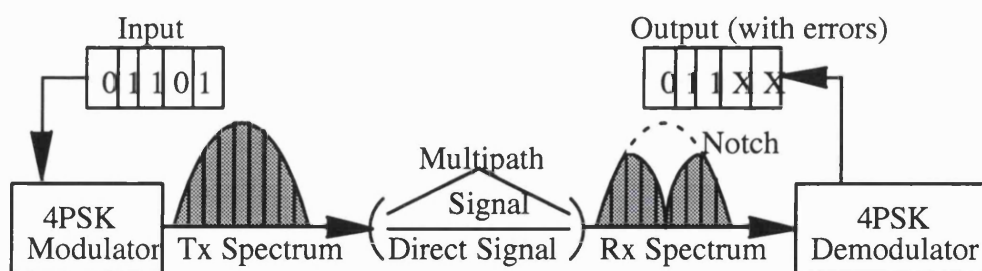 Input
Output (with errors)
0 1 1 0 1
0 1 1 X X
Notch
Multipath
Signal
4PSK
Modulator
Tx Spectrum
Direct Signal
Rx Spectrum
4PSK
Demodulator